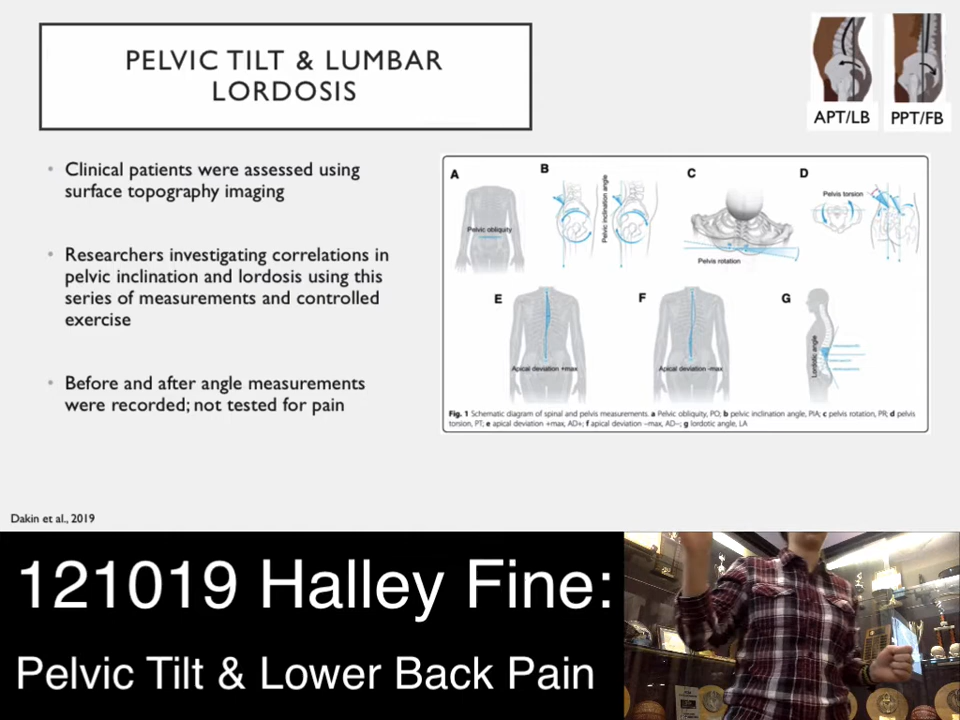 PELVIC TILT & LUMBAR
LORDOSIS
APT/LB
PPT/FB
• Clinical patients were assessed using
surface topography imaging
• Researchers investigating correlations in
pelvic inclination and lordosis using this
series of measurements and controlled
exercise
• Before and after angle measurements
were recorded; not tested for pain
A
Pelvic obliquity
B
Pelvic inclination angle
C
Pelvis rotation
D
Pelvis torsion
E
Apical deviation +max
F
Apical deviation -max
G
Lordotic angle
Fig. 1 Schematic diagram of spinal and pelvis measurements. a Pelvic obliquity, PO; b pelvic inclination angle, PIA; c pelvis rotation, PR; d pelvis
torsion, PT, e apical deviation +max, AD+; f apical deviation −max, AD−; g lordotic angle, LA
Dakin et al., 2019
121019 Halley Fine:
Pelvic Tilt & Lower Back Pain